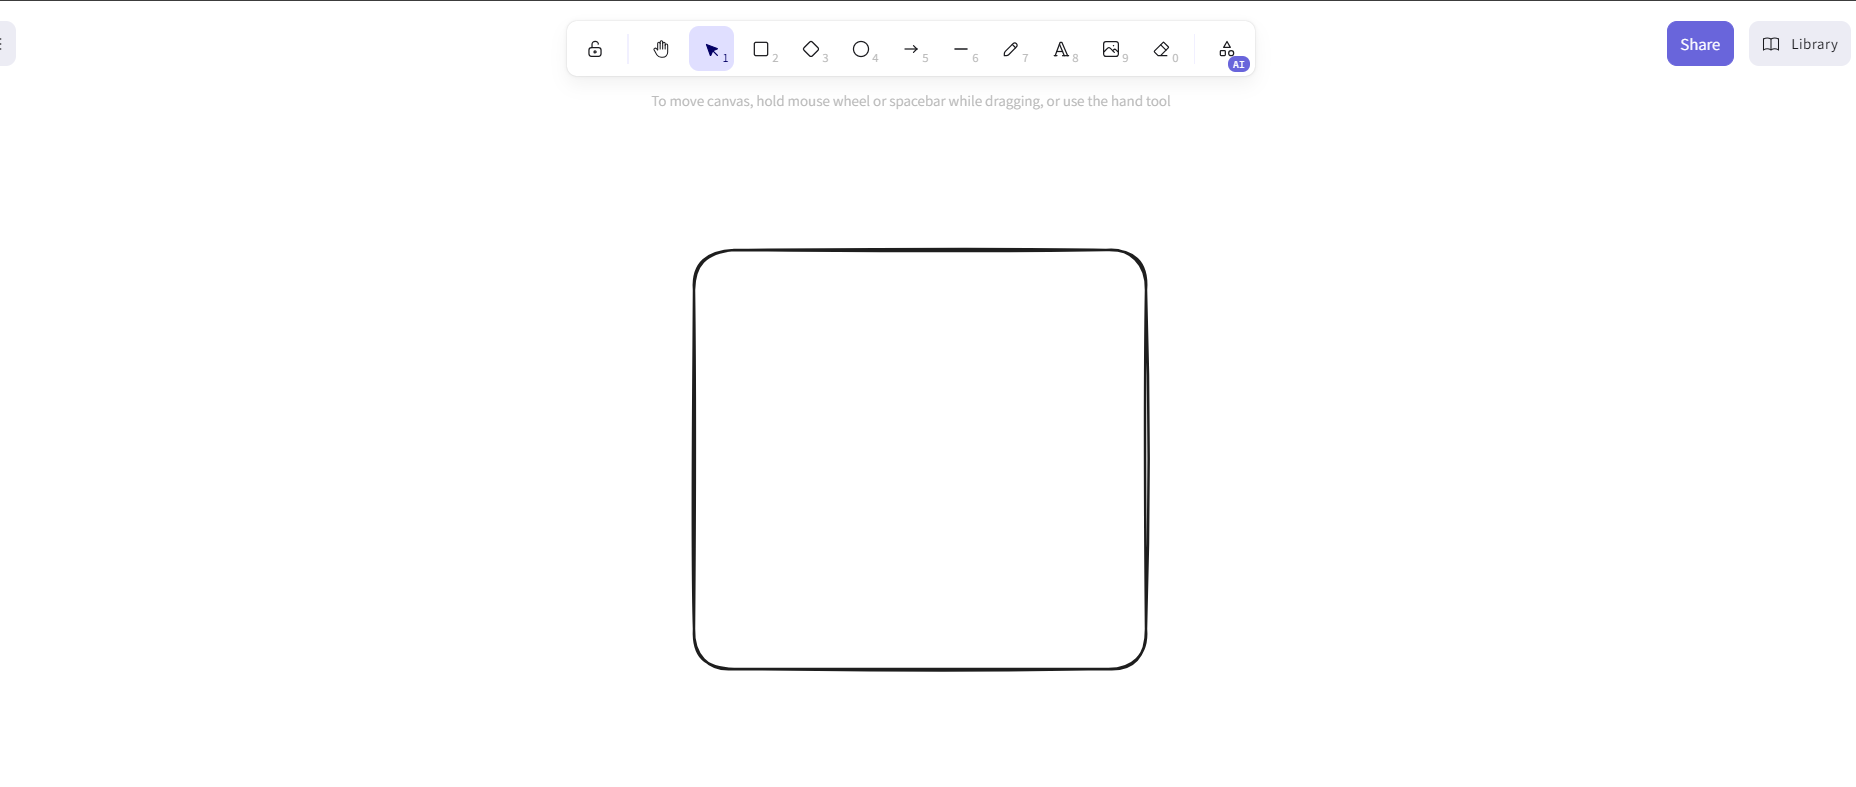 1
2
3
4
5
6
7
8
9
0
AI
Share
Library
To move canvas, hold mouse wheel or spacebar while dragging, or use the hand tool